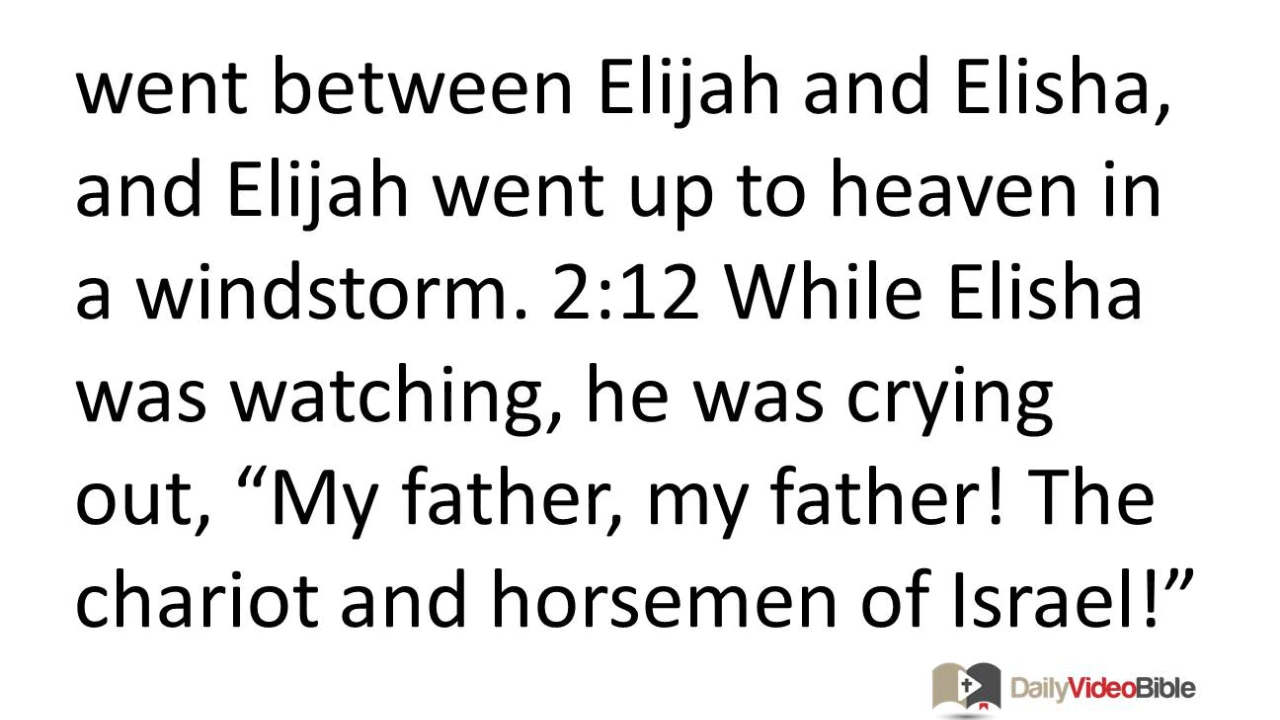 went between Elijah and Elisha,
and Elijah went up to heaven in
a windstorm. 2:12 While Elisha
was watching, he was crying
out, “My father, my father! The
chariot and horsemen of Israel!”
DailyVideoBible